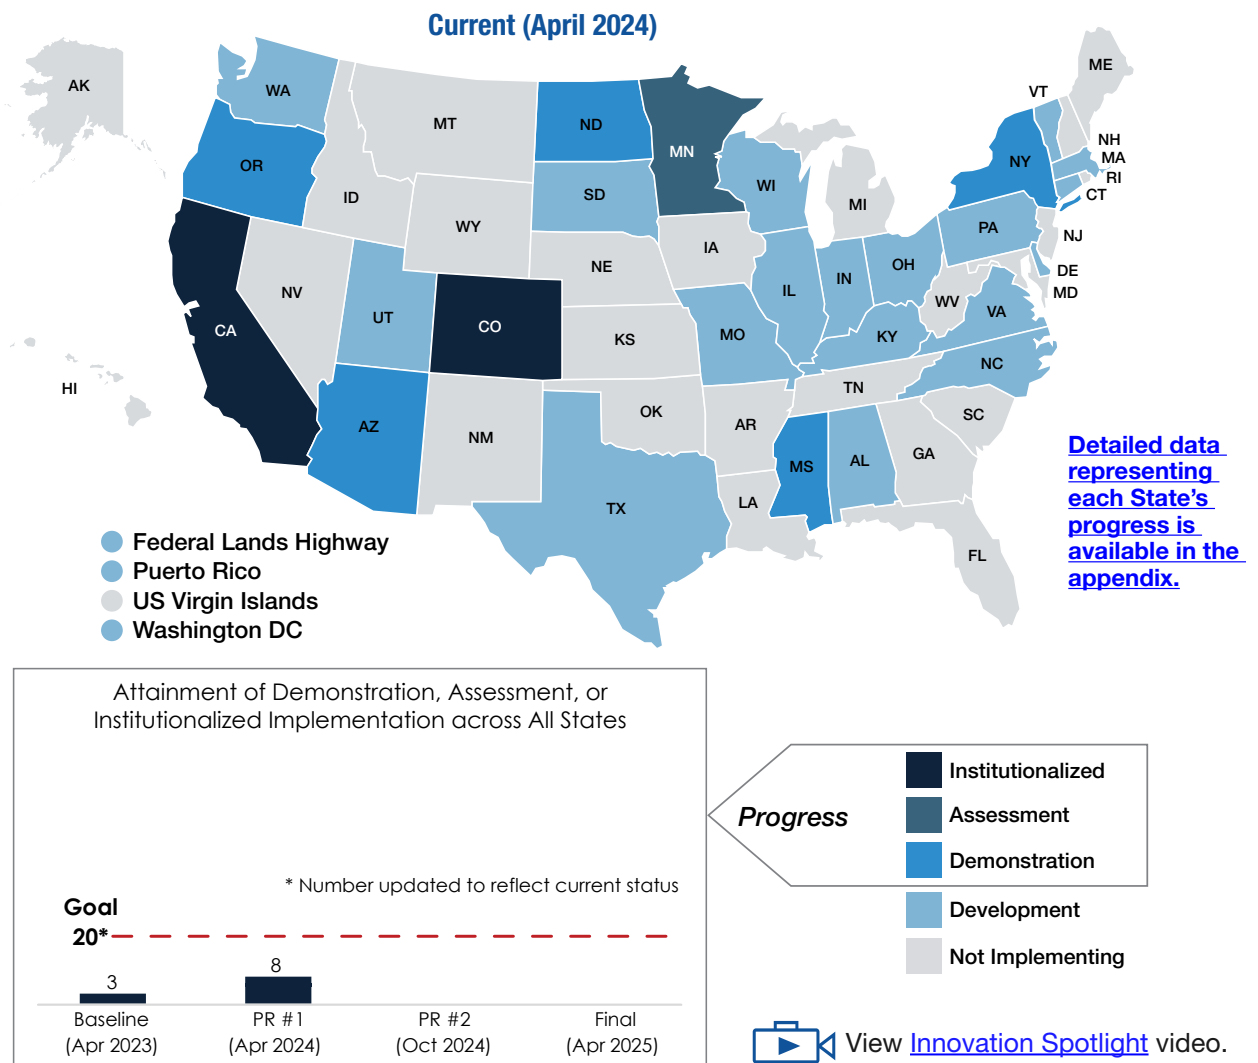 Current (April 2024)
AK
WA
MT
ND
MN
OR
ID
WY
SD
WI
MI
NY
VT
ME
NH
MA
RI
CT
PA
NJ
DE
MD
NV
UT
CO
CA
NE
IA
IL
IN
OH
WV
VA
KS
MO
KY
NC
HI
AZ
NM
OK
AR
TN
SC
MS
AL
GA
TX
LA
FL
Detailed data
representing
each State's
progress is
available in the
appendix.
Federal Lands Highway
Puerto Rico
US Virgin Islands
Washington DC
Attainment of Demonstration, Assessment, or
Institutionalized Implementation across All States
* Number updated to reflect current status
Goal
20*
3
8
Baseline
(Apr 2023)
PR #1
(Apr 2024)
PR #2
(Oct 2024)
Final
(Apr 2025)
Progress
Institutionalized
Assessment
Demonstration
Development
Not Implementing
View Innovation Spotlight video.